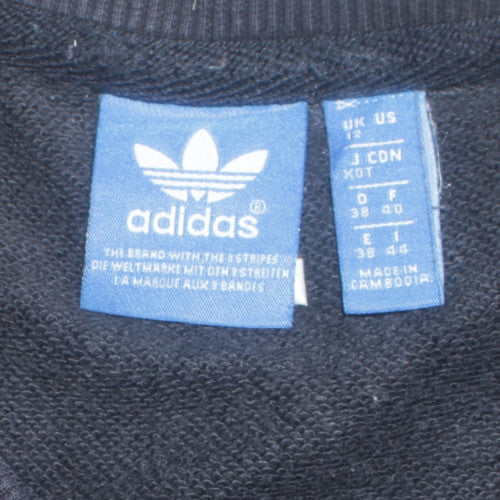 adidas®
THE BRAND WITH THE 3 STRIPES
DIE WELTMARKE MIT DEN 3 STREIFEN
LA MARQUE AUX 3 BANDES
UK US
12
J CDN
XOT
D F
38 40
E I
38 44
MADE IN
CAMBODIA